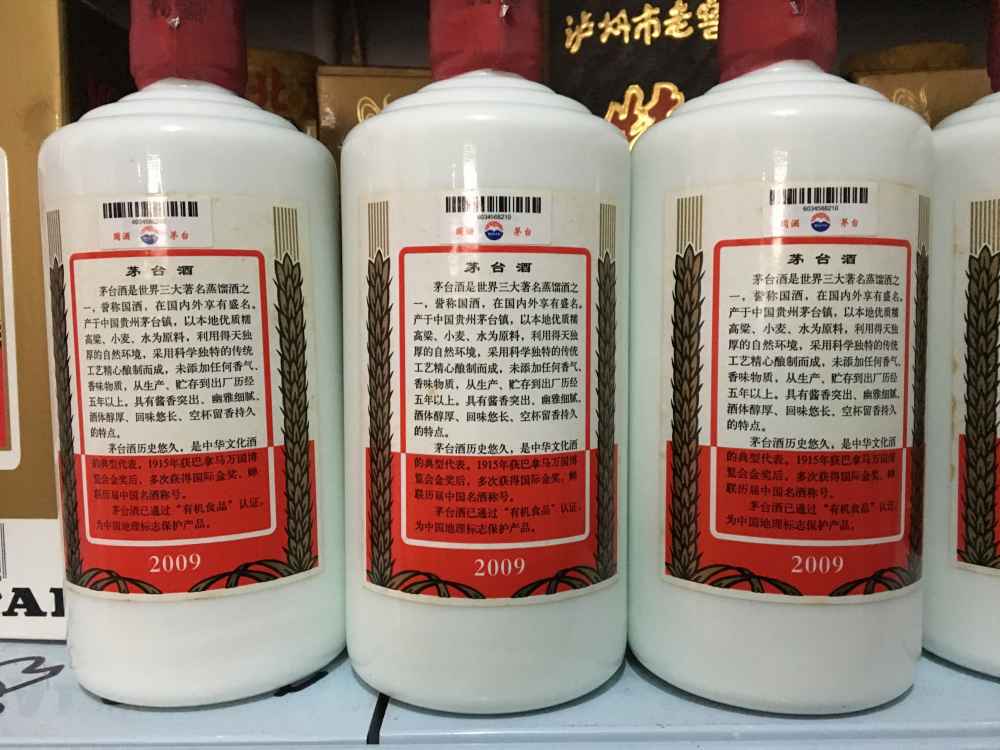 泸州市老窖
6034568210
国酒 茅台
茅台酒
茅台酒是世界三大著名蒸馏酒之
一，誉称国酒，在国内外享有盛名。
产于中国贵州茅台镇，以本地优质糯
高粱、小麦、水为原料，利用得天独
厚的自然环境，采用科学独特的传统
工艺精心酿制而成，未添加任何香气、
香味物质，从生产、贮存到出厂历经
五年以上。具有酱香突出、幽雅细腻、
酒体醇厚、回味悠长、空杯留香持久
的特点。
茅台酒历史悠久，是中华文化酒
的典型代表。1915年获巴拿马万国博
览会金奖后，多次获得国际金奖，蝉
联历届中国名酒称号。
茅台酒已通过“有机食品”认证，
为中国地理标志保护产品。
2009
6034568210
国酒 茅台
茅台酒
茅台酒是世界三大著名蒸馏酒之
一，誉称国酒，在国内外享有盛名。
产于中国贵州茅台镇，以本地优质糯
高粱、小麦、水为原料，利用得天独
厚的自然环境，采用科学独特的传统
工艺精心酿制而成，未添加任何香气、
香味物质，从生产、贮存到出厂历经
五年以上。具有酱香突出、幽雅细腻、
酒体醇厚、回味悠长、空杯留香持久
的特点。
茅台酒历史悠久，是中华文化酒
的典型代表。1915年获巴拿马万国博
览会金奖后，多次获得国际金奖，蝉
联历届中国名酒称号。
茅台酒已通过“有机食品”认证，
为中国地理标志保护产品。
2009
6034568210
国酒 茅台
茅台酒
茅台酒是世界三大著名蒸馏酒之
一，誉称国酒，在国内外享有盛名。
产于中国贵州茅台镇，以本地优质糯
高粱、小麦、水为原料，利用得天独
厚的自然环境，采用科学独特的传统
工艺精心酿制而成，未添加任何香气、
香味物质，从生产、贮存到出厂历经
五年以上。具有酱香突出、幽雅细腻、
酒体醇厚、回味悠长、空杯留香持久
的特点。
茅台酒历史悠久，是中华文化酒
的典型代表。1915年获巴拿马万国博
览会金奖后，多次获得国际金奖，蝉
联历届中国名酒称号。
茅台酒已通过“有机食品”认证，
为中国地理标志保护产品。
2009